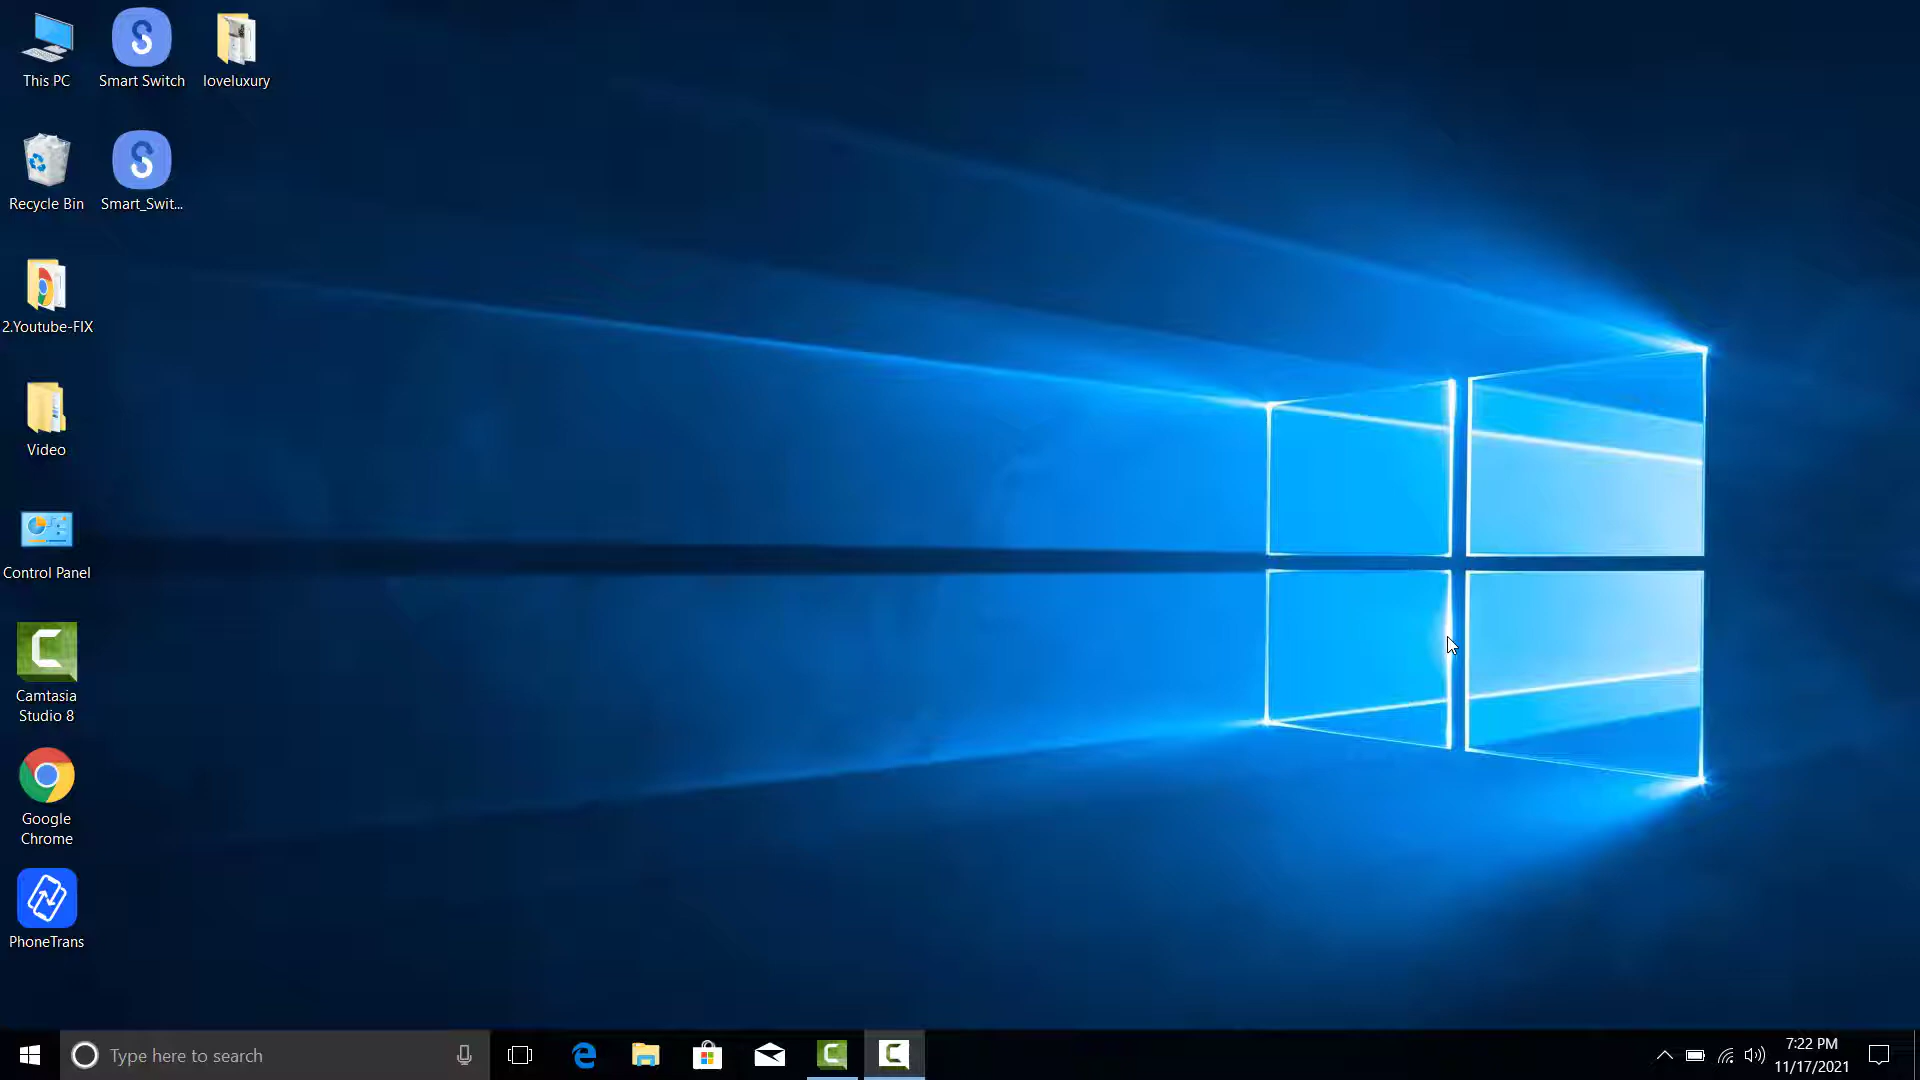 This PC
Smart Switch
loveluxury
Recycle Bin
Smart_Swit...
2.Youtube-FIX
Video
Control Panel
Camtasia
Studio 8
Google
Chrome
PhoneTrans
Type here to search
7:22 PM
11/17/2021